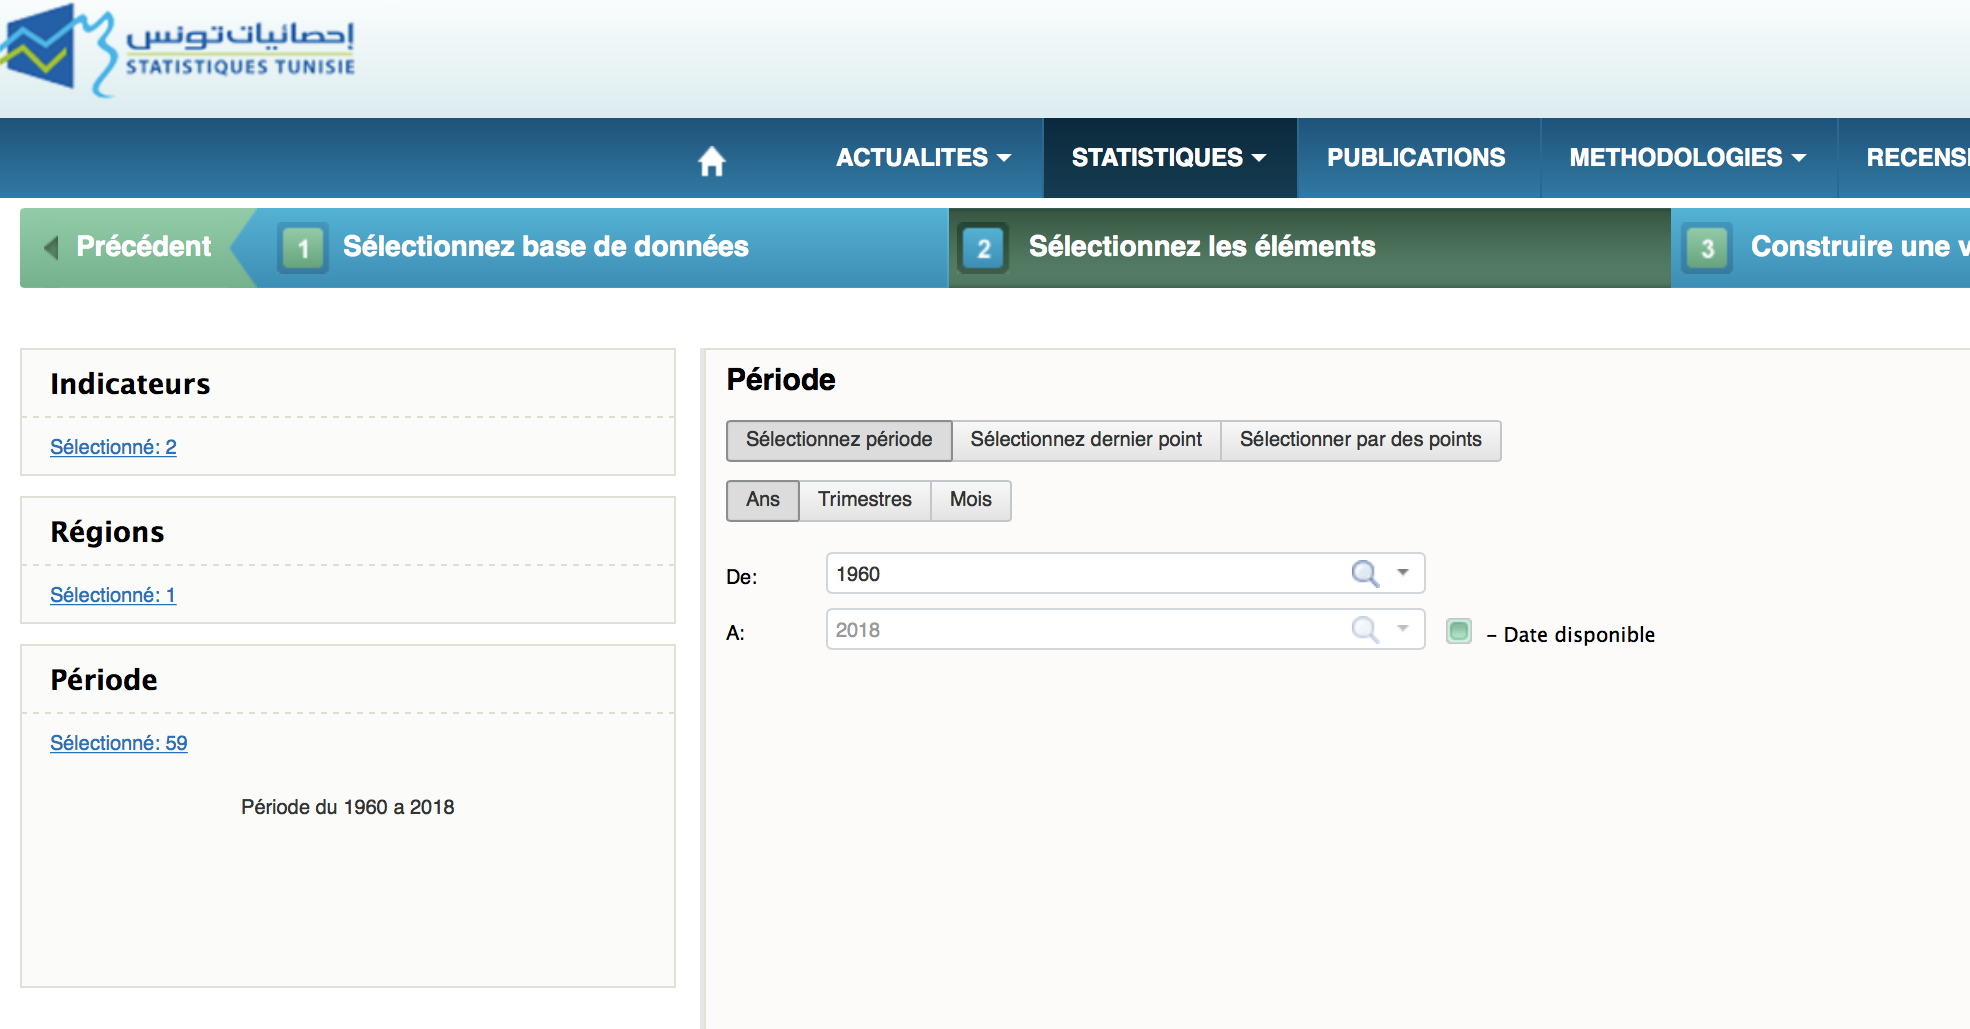 إحصائيات تونس
STATISTIQUES TUNISIE
ACTUALITES
STATISTIQUES
PUBLICATIONS
METHODOLOGIES
RECENS
Précédent
1 Sélectionnez base de données
2 Sélectionnez les éléments
3 Construire une v
Indicateurs
Sélectionné: 2
Régions
Sélectionné: 1
Période
Sélectionné: 59
Période du 1960 a 2018
Période
Sélectionnez période
Sélectionnez dernier point
Sélectionner par des points
Ans
Trimestres
Mois
De: 1960
A: 2018
– Date disponible